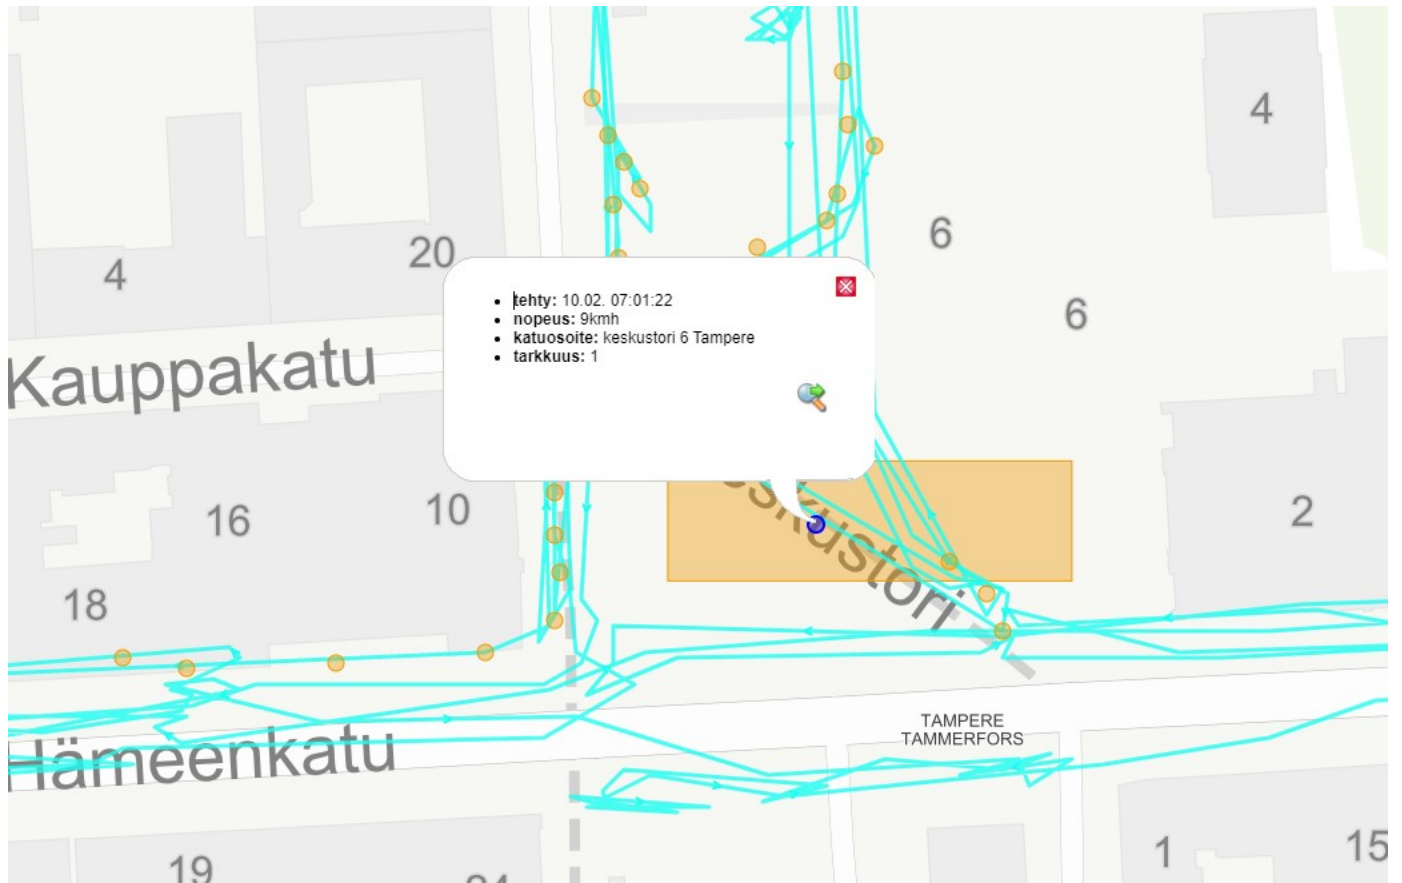 4
6
20
4
6
tehty: 10.02. 07:01:22
nopeus: 9kmh
katuosoite: keskustori 6 Tampere
tarkkuus: 1
Kauppakatu
16
10
2
18
TAMPERE
TAMMERFORS
Hämeenkatu
1
15
19